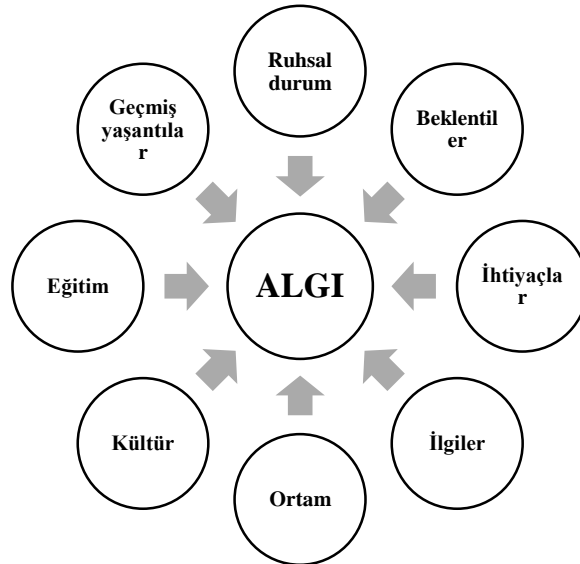 Ruhsal
durum
Geçmiş
yaşantıla
r
Beklentil
er
Eğitim
ALGI
İhtiyaçla
r
Kültür
İlgiler
Ortam